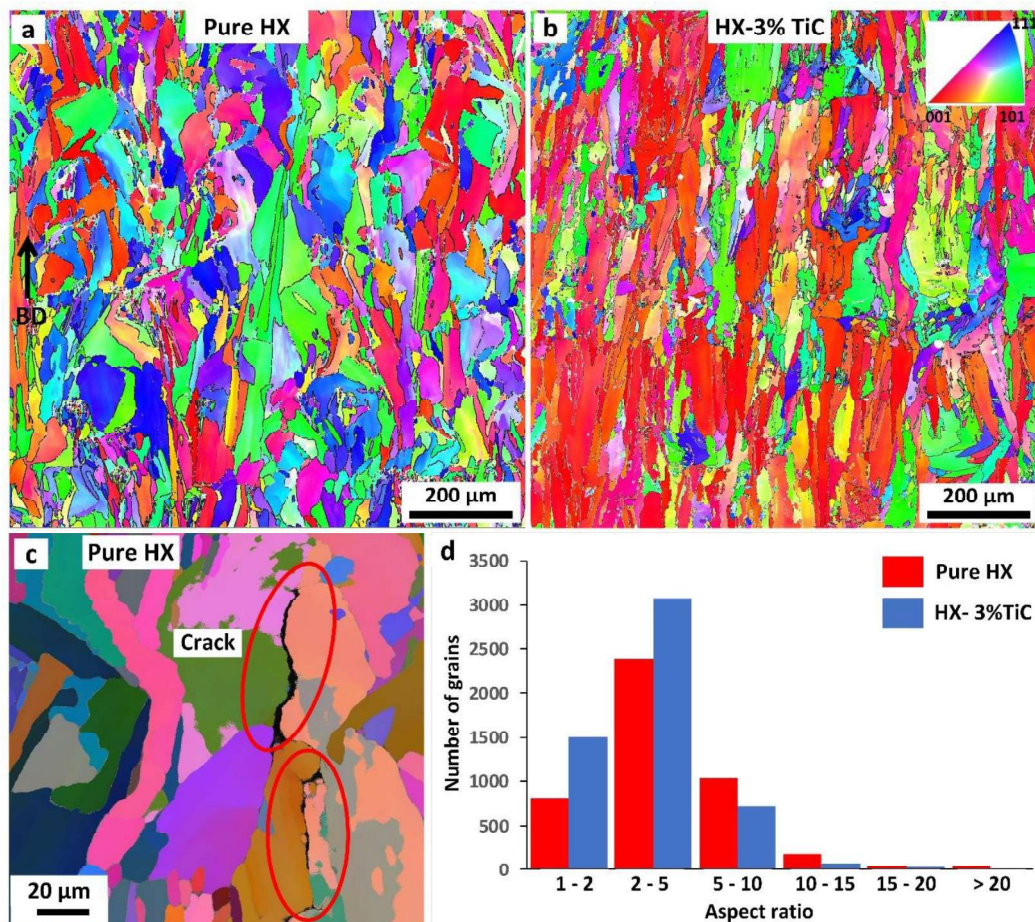 a
Pure HX
BD
200 µm
b
HX-3% TiC
111
001
101
200 µm
c
Pure HX
Crack
20 µm
d
Number of grains
3500
3000
2500
2000
1500
1000
500
0
1 - 2
2 - 5
5 - 10
10 - 15
15 - 20
> 20
Aspect ratio
Pure HX
HX- 3%TiC